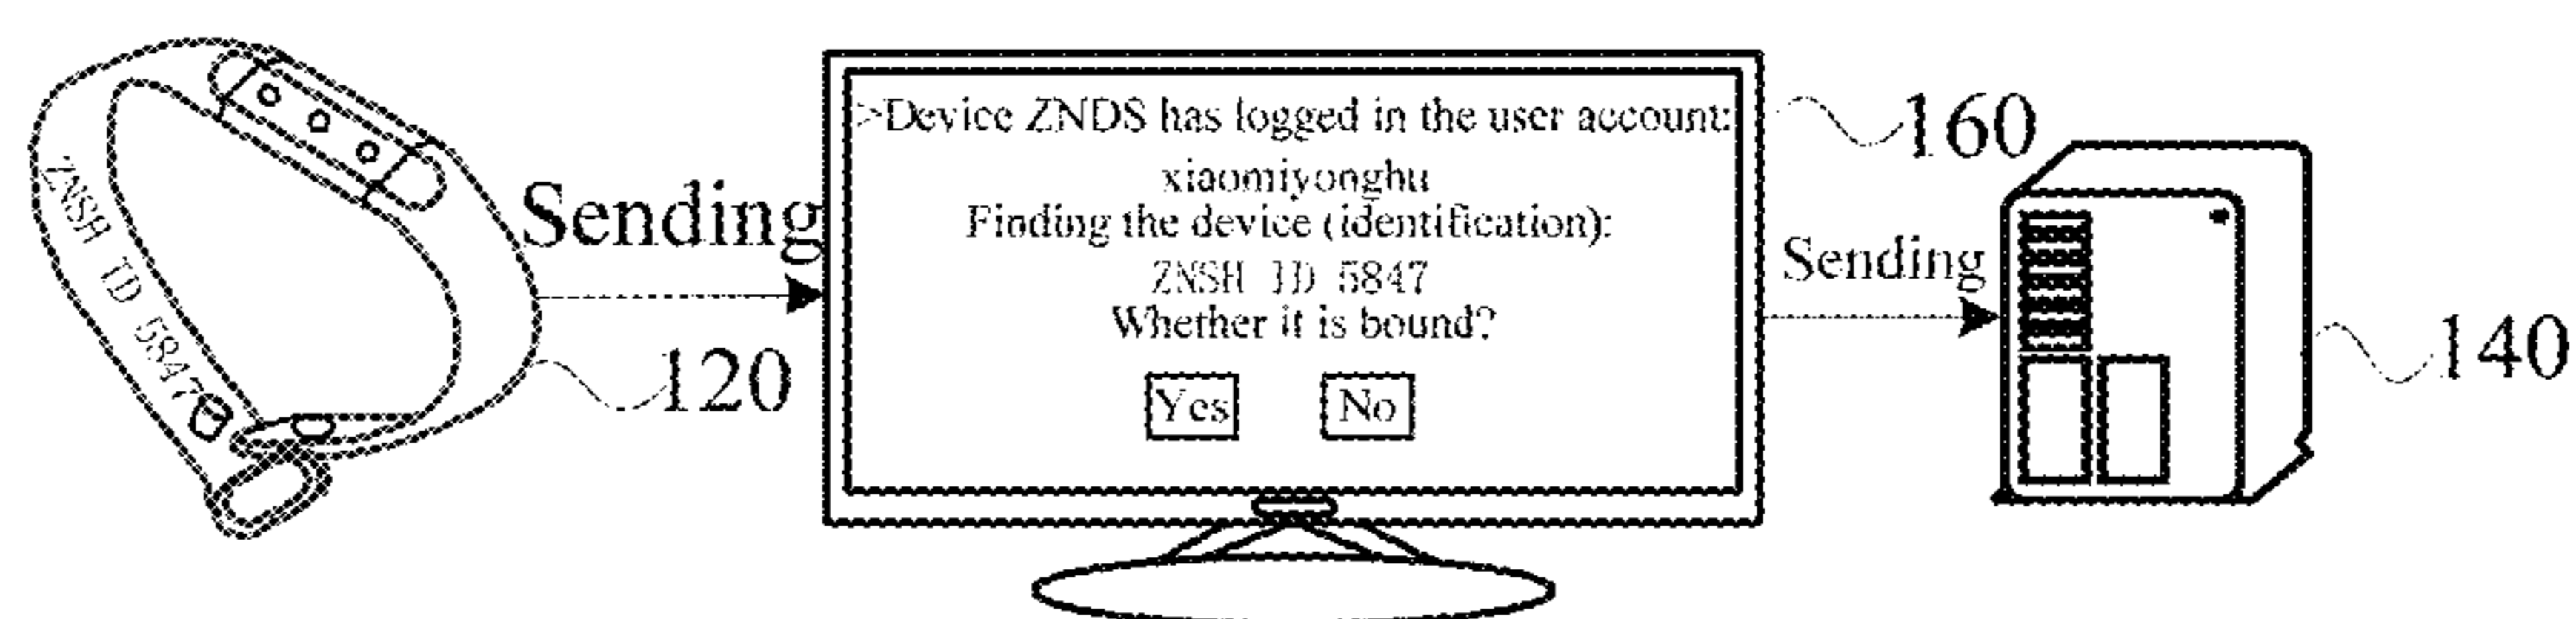 ZNSH ID 5847
Sending
120
>Device ZNDS has logged in the user account:
xiaomiyonghu
Finding the device (identification):
ZNSH ID 5847
Whether it is bound?
Yes No
160
Sending
140